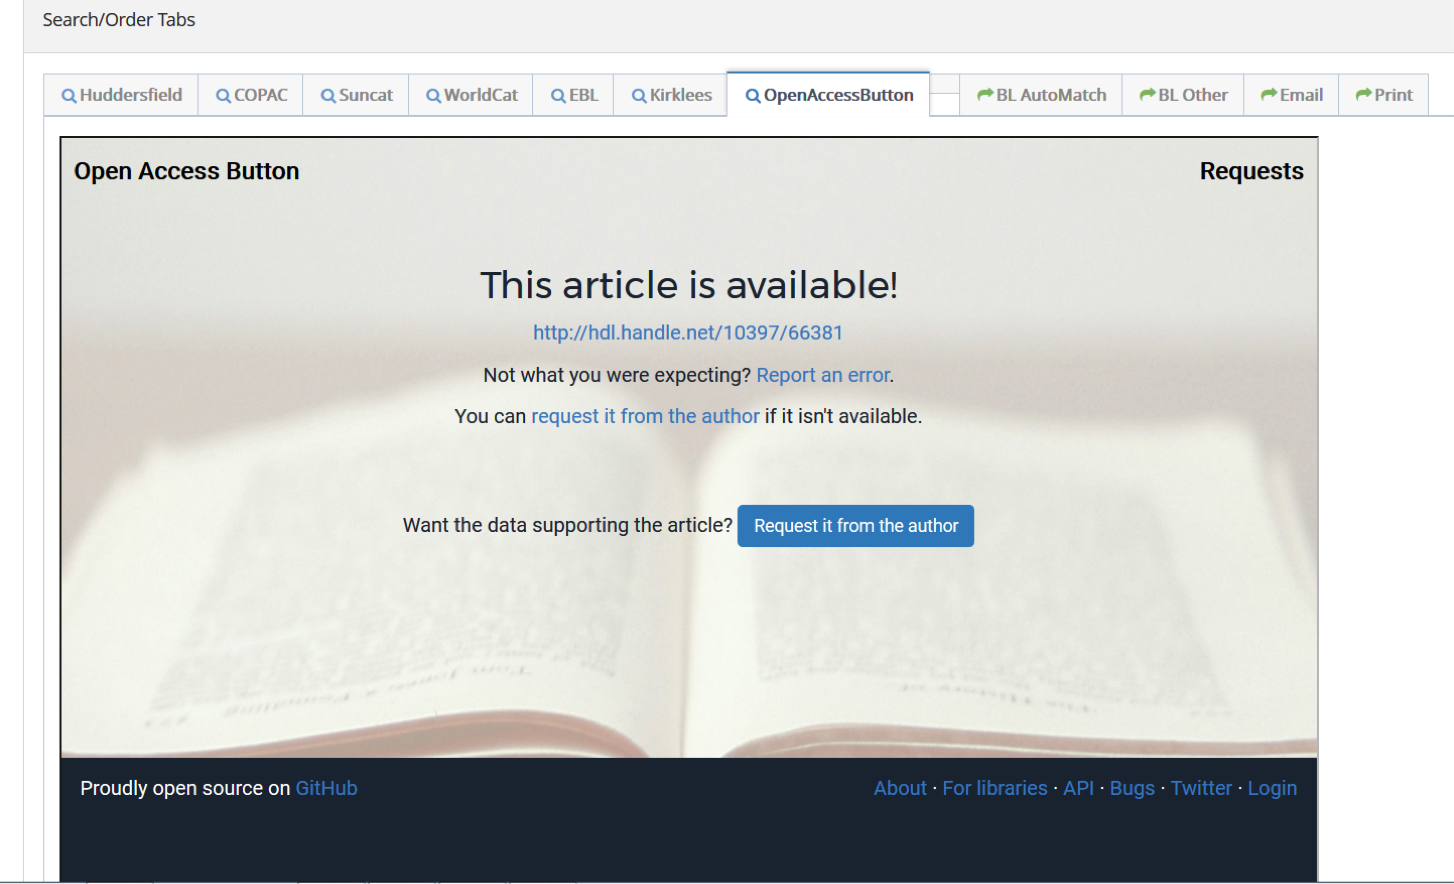 Search/Order Tabs
Huddersfield COPAC Suncat WorldCat EBL Kirklees OpenAccessButton BL AutoMatch BL Other Email Print
Open Access Button Requests
This article is available!
http://hdl.handle.net/10397/66381
Not what you were expecting? Report an error.
You can request it from the author if it isn't available.
Want the data supporting the article? Request it from the author
Proudly open source on GitHub About · For libraries · API · Bugs · Twitter · Login